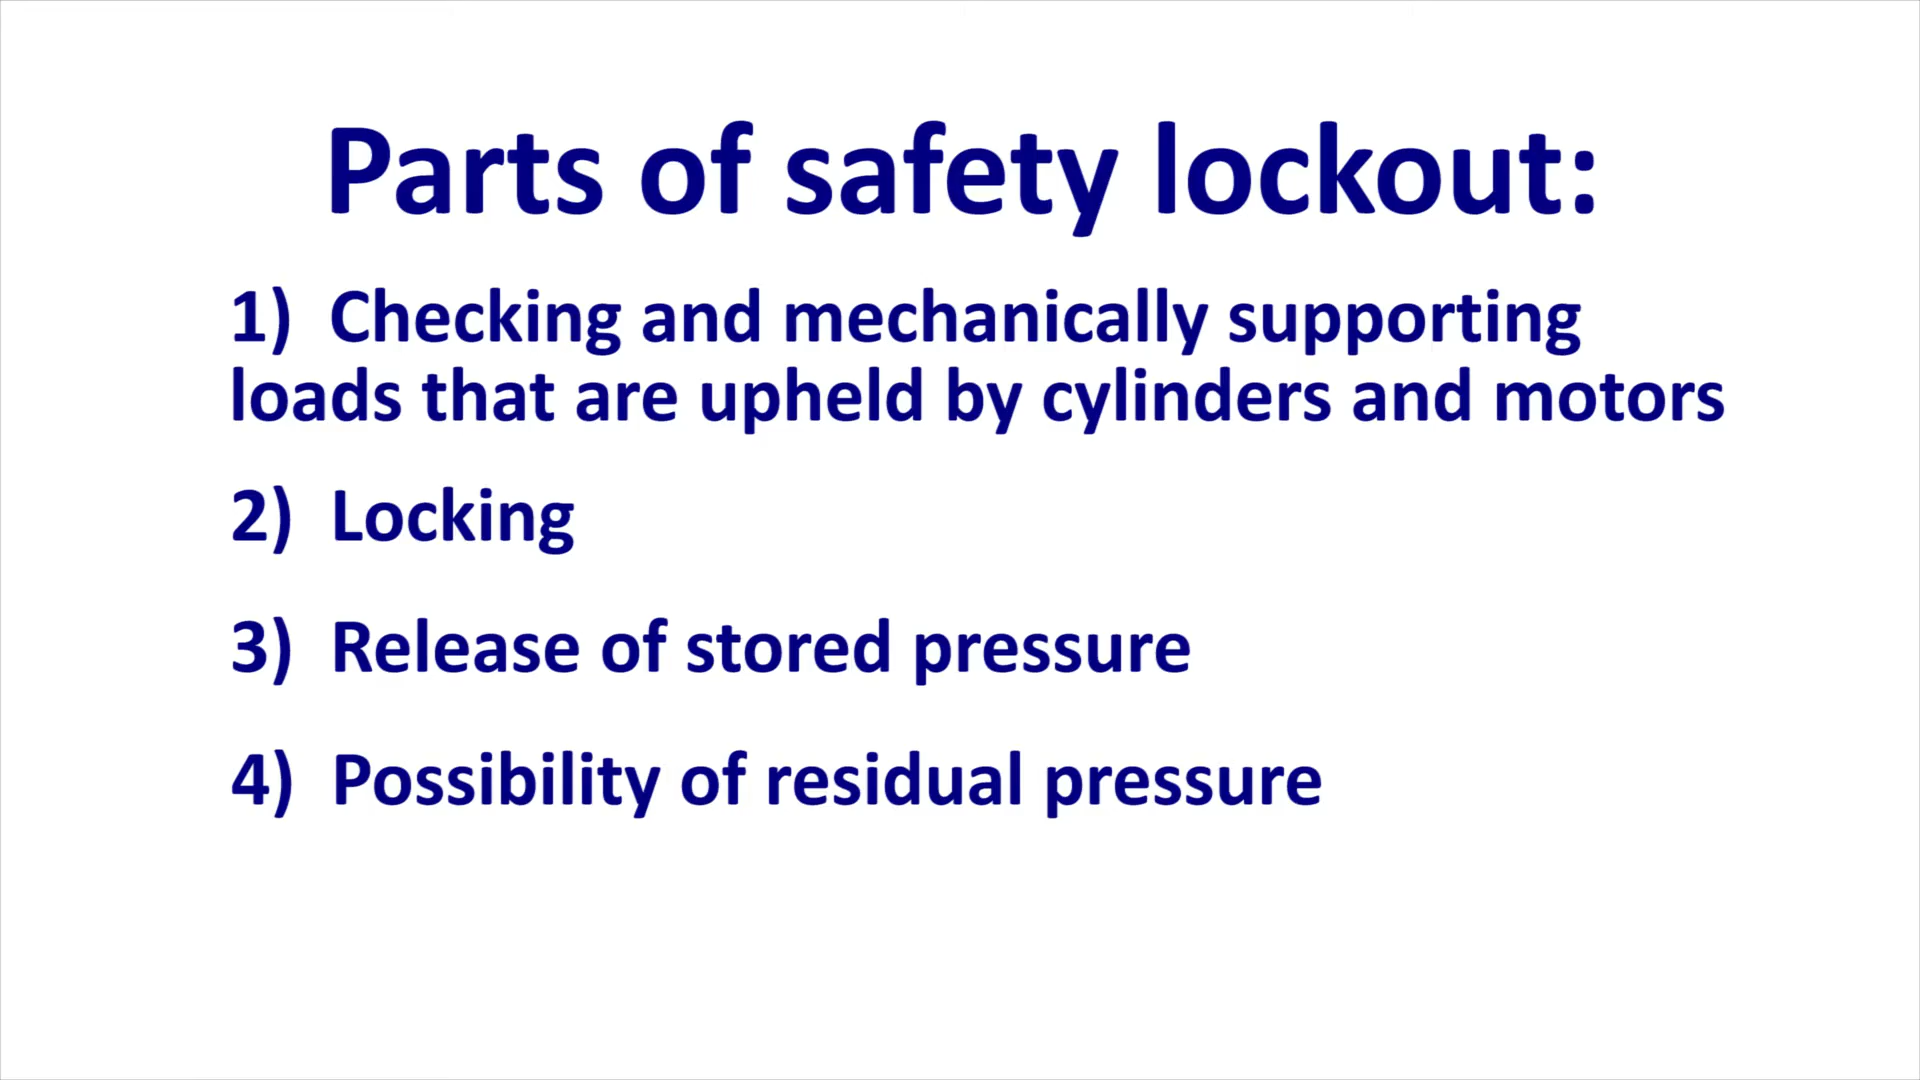 Parts of safety lockout:
1) Checking and mechanically supporting
loads that are upheld by cylinders and motors
2) Locking
3) Release of stored pressure
4) Possibility of residual pressure